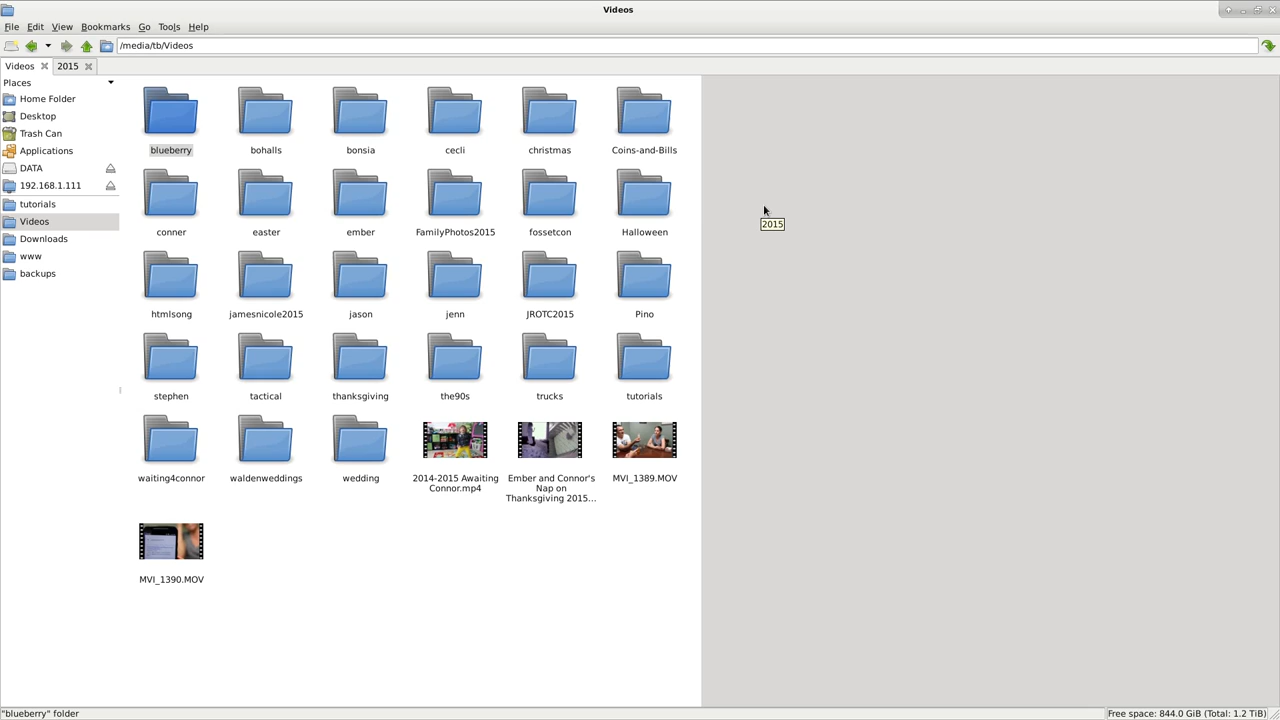 Videos
File Edit View Bookmarks Go Tools Help
/media/tb/Videos
Videos 2015
Places
Home Folder
Desktop
Trash Can
Applications
DATA
192.168.1.111
tutorials
Videos
Downloads
www
backups
blueberry bohalls bonsia cecli christmas Coins-and-Bills
conner easter ember FamilyPhotos2015 fossetcon Halloween
2015
htmlsong jamesnicole2015 jason jenn JROTC2015 Pino
stephen tactical thanksgiving the90s trucks tutorials
waiting4connor waldenweddings wedding
2014-2015 Awaiting
Connor.mp4
Ember and Connor's
Nap on
Thanksgiving 2015...
MVI_1389.MOV
MVI_1390.MOV
"blueberry" folder
Free space: 844.0 GiB (Total: 1.2 TiB)